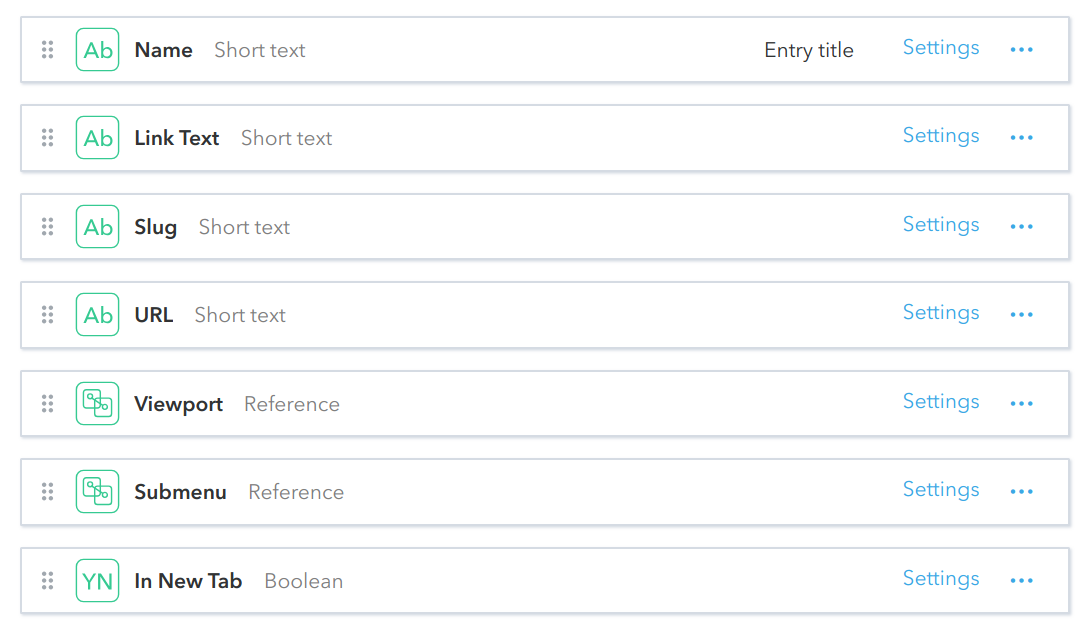 Ab Name Short text Entry title Settings
Ab Link Text Short text Settings
Ab Slug Short text Settings
Ab URL Short text Settings
Viewport Reference Settings
Submenu Reference Settings
YN In New Tab Boolean Settings